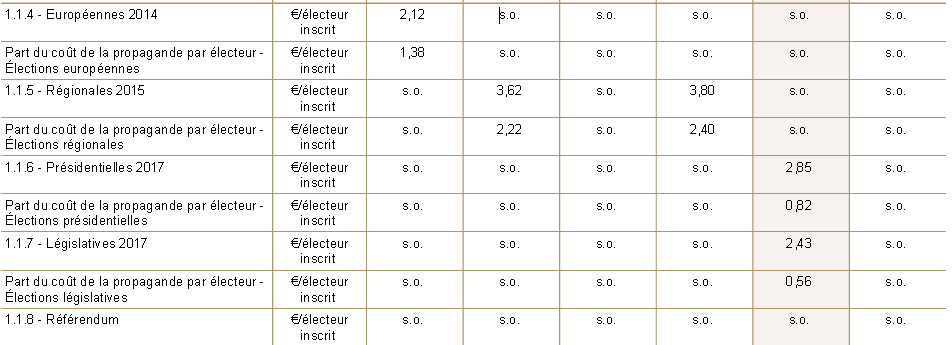 1.1.4 - Européennes 2014 €/électeur inscrit 2,12 s.o. s.o. s.o. s.o. s.o.
Part du coût de la propagande par électeur - Élections européennes €/électeur inscrit 1,38 s.o. s.o. s.o. s.o. s.o.
1.1.5 - Régionales 2015 €/électeur inscrit s.o. 3,62 s.o. 3,80 s.o. s.o.
Part du coût de la propagande par électeur - Élections régionales €/électeur inscrit s.o. 2,22 s.o. 2,40 s.o. s.o.
1.1.6 - Présidentielles 2017 €/électeur inscrit s.o. s.o. s.o. s.o. 2,85 s.o.
Part du coût de la propagande par électeur - Élections présidentielles €/électeur inscrit s.o. s.o. s.o. s.o. 0,82 s.o.
1.1.7 - Législatives 2017 €/électeur inscrit s.o. s.o. s.o. s.o. 2,43 s.o.
Part du coût de la propagande par électeur - Élections législatives €/électeur inscrit s.o. s.o. s.o. s.o. 0,56 s.o.
1.1.8 - Référendum €/électeur inscrit s.o. s.o. s.o. s.o. s.o. s.o.